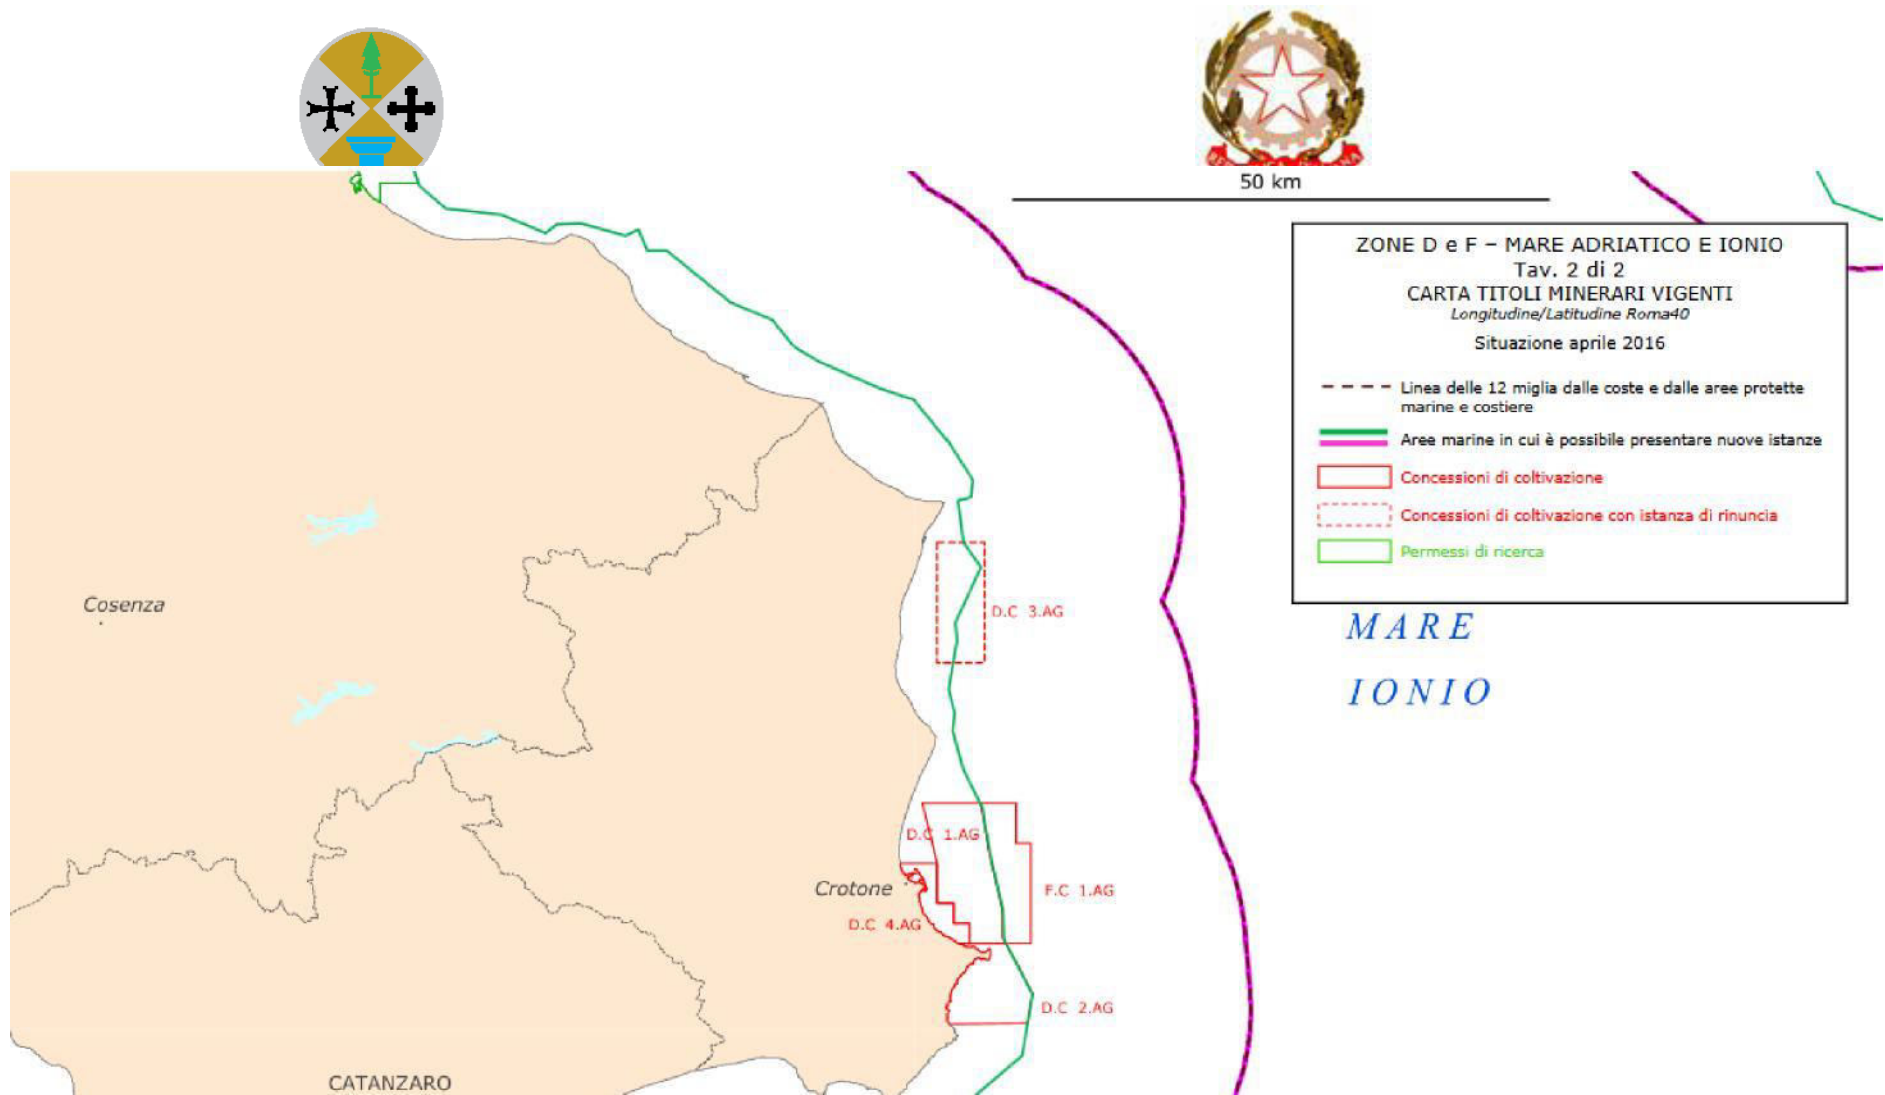 50 km
ZONE D e F – MARE ADRIATICO E IONIO
Tav. 2 di 2
CARTA TITOLI MINERARI VIGENTI
Longitudine/Latitudine Roma40
Situazione aprile 2016
Linea delle 12 miglia dalle coste e dalle aree protette
marine e costiere
Aree marine in cui è possibile presentare nuove istanze
Concessioni di coltivazione
Concessioni di coltivazione con istanza di rinuncia
Permessi di ricerca
Cosenza
D.C 3.AG
MARE
IONIO
D.C 1.AG
Crotone
F.C 1.AG
D.C 4.AG
D.C 2.AG
CATANZARO